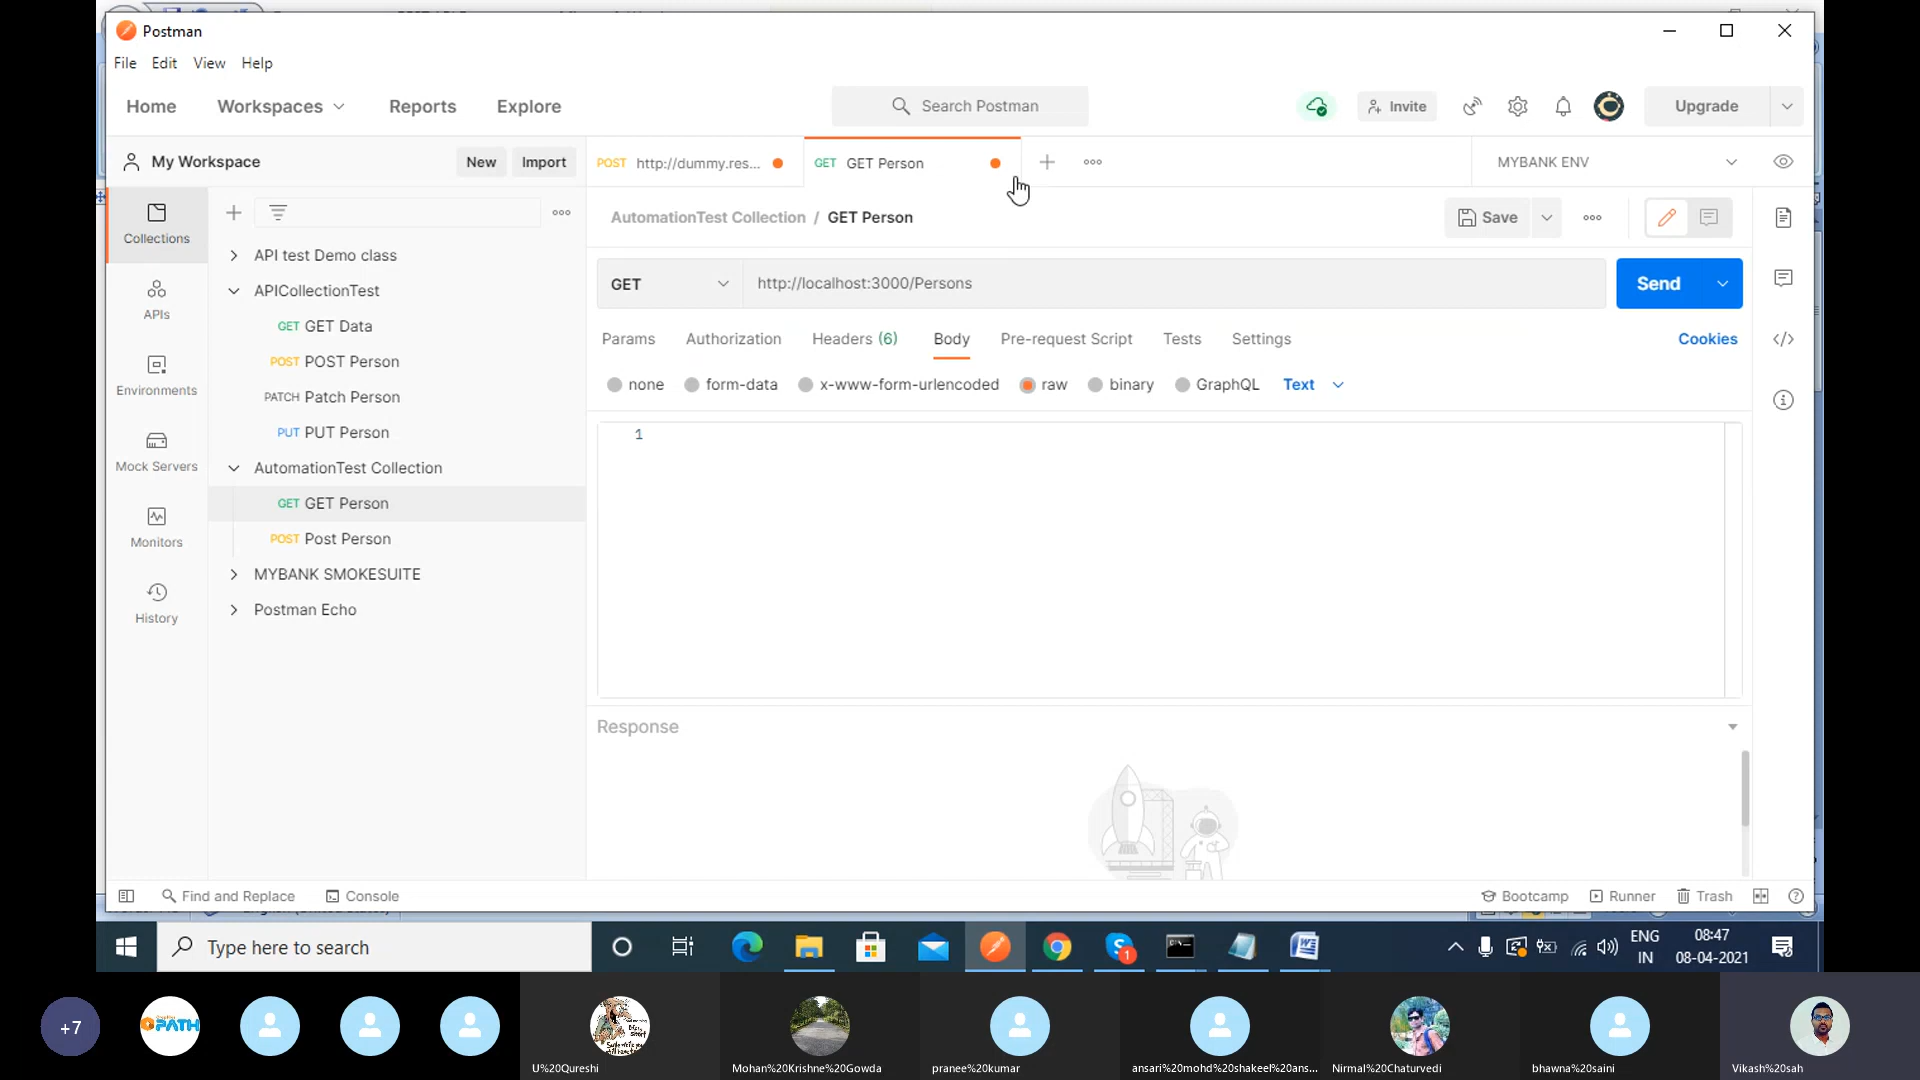 Postman
File Edit View Help
Home Workspaces Reports Explore
Search Postman
Invite
Upgrade
My Workspace
New Import
POST http://dummy.res...
GET GET Person
MYBANK ENV
Collections
APIs
Environments
Mock Servers
Monitors
History
API test Demo class
APICollectionTest
GET GET Data
POST POST Person
PATCH Patch Person
PUT PUT Person
AutomationTest Collection
GET GET Person
POST Post Person
MYBANK SMOKESUITE
Postman Echo
AutomationTest Collection / GET Person
Save
GET http://localhost:3000/Persons
Send
Params Authorization Headers (6) Body Pre-request Script Tests Settings Cookies
none form-data x-www-form-urlencoded raw binary GraphQL Text
1
Response
Find and Replace Console
Bootcamp Runner Trash
Type here to search
1
ENG
IN
08:47
08-04-2021
+7
PATH
U%20Qureshi
Mohan%20Krishne%20Gowda
pranee%20kumar
ansari%20mohd%20shakeel%20ans...
Nirmal%20Chaturvedi
bhawna%20saini
Vikash%20sah